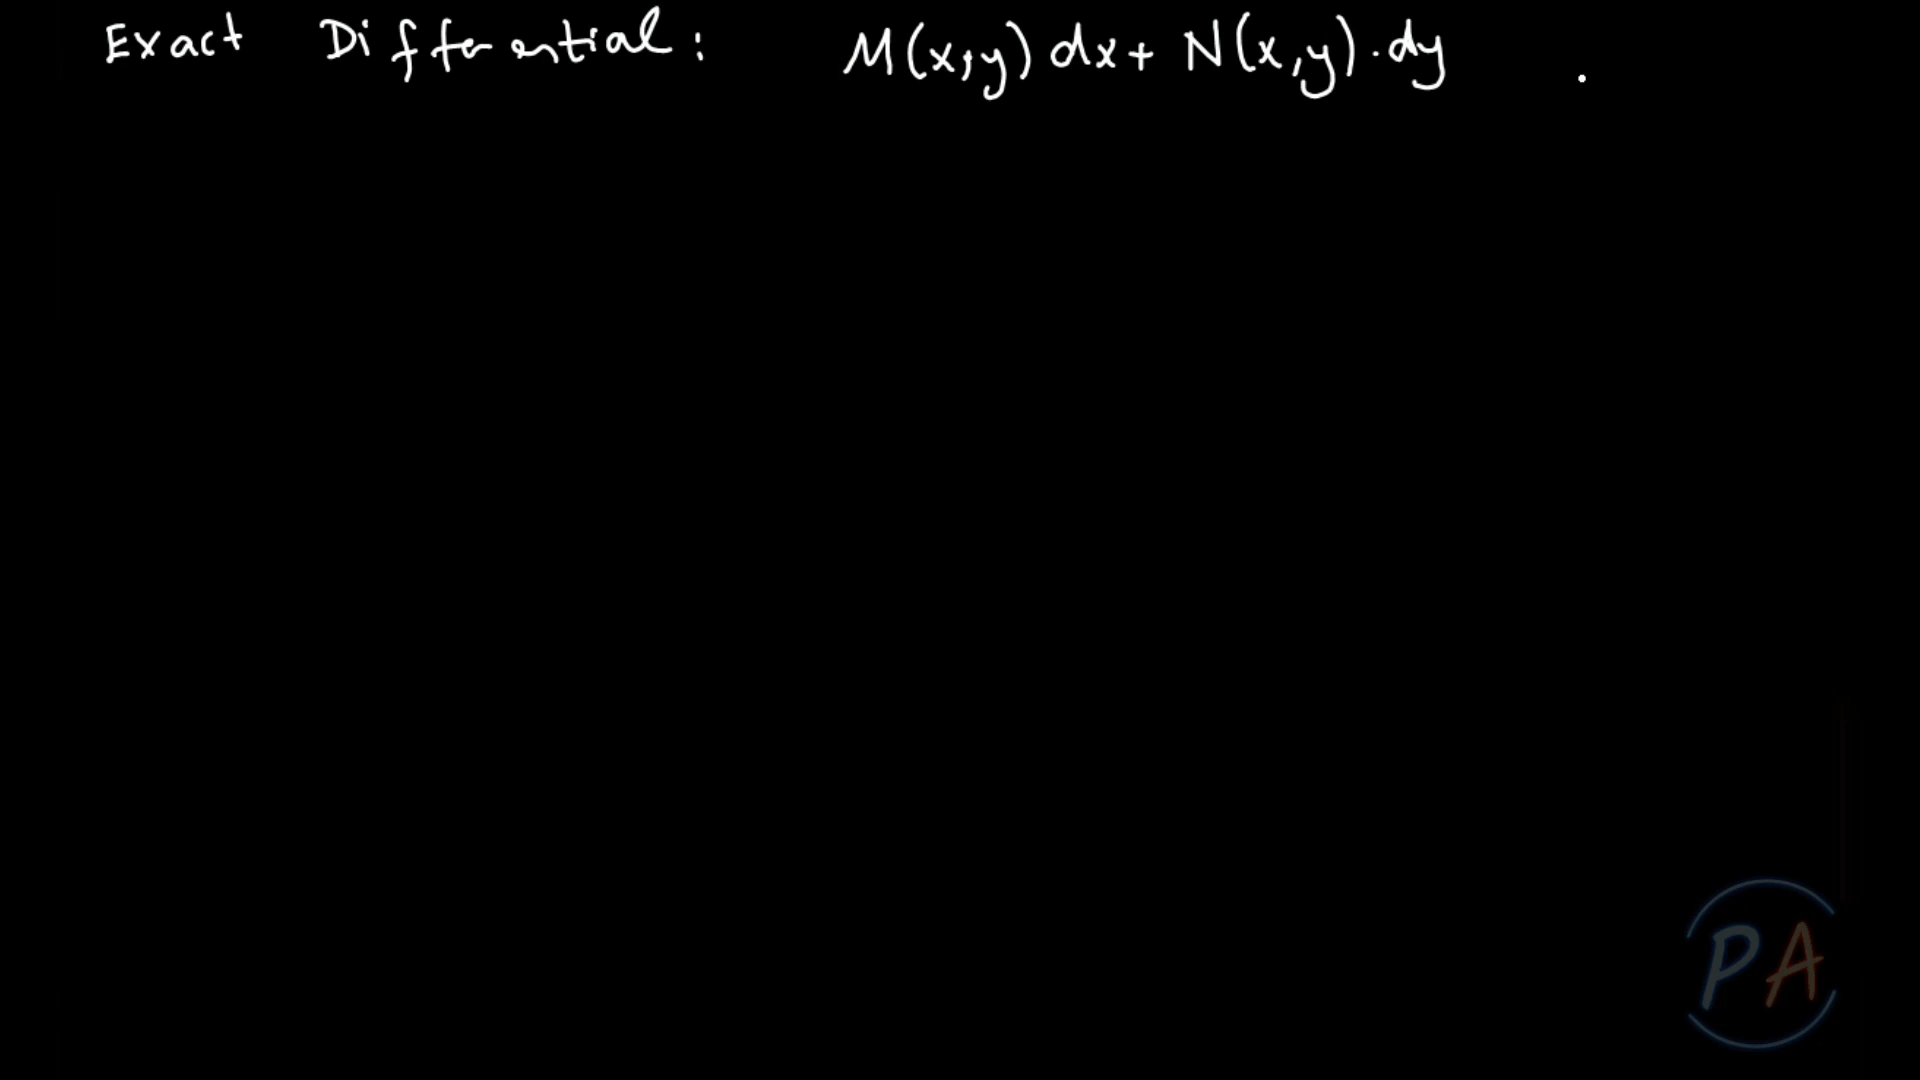 Exact Differential: M(x,y) dx + N(x,y).dy
PA